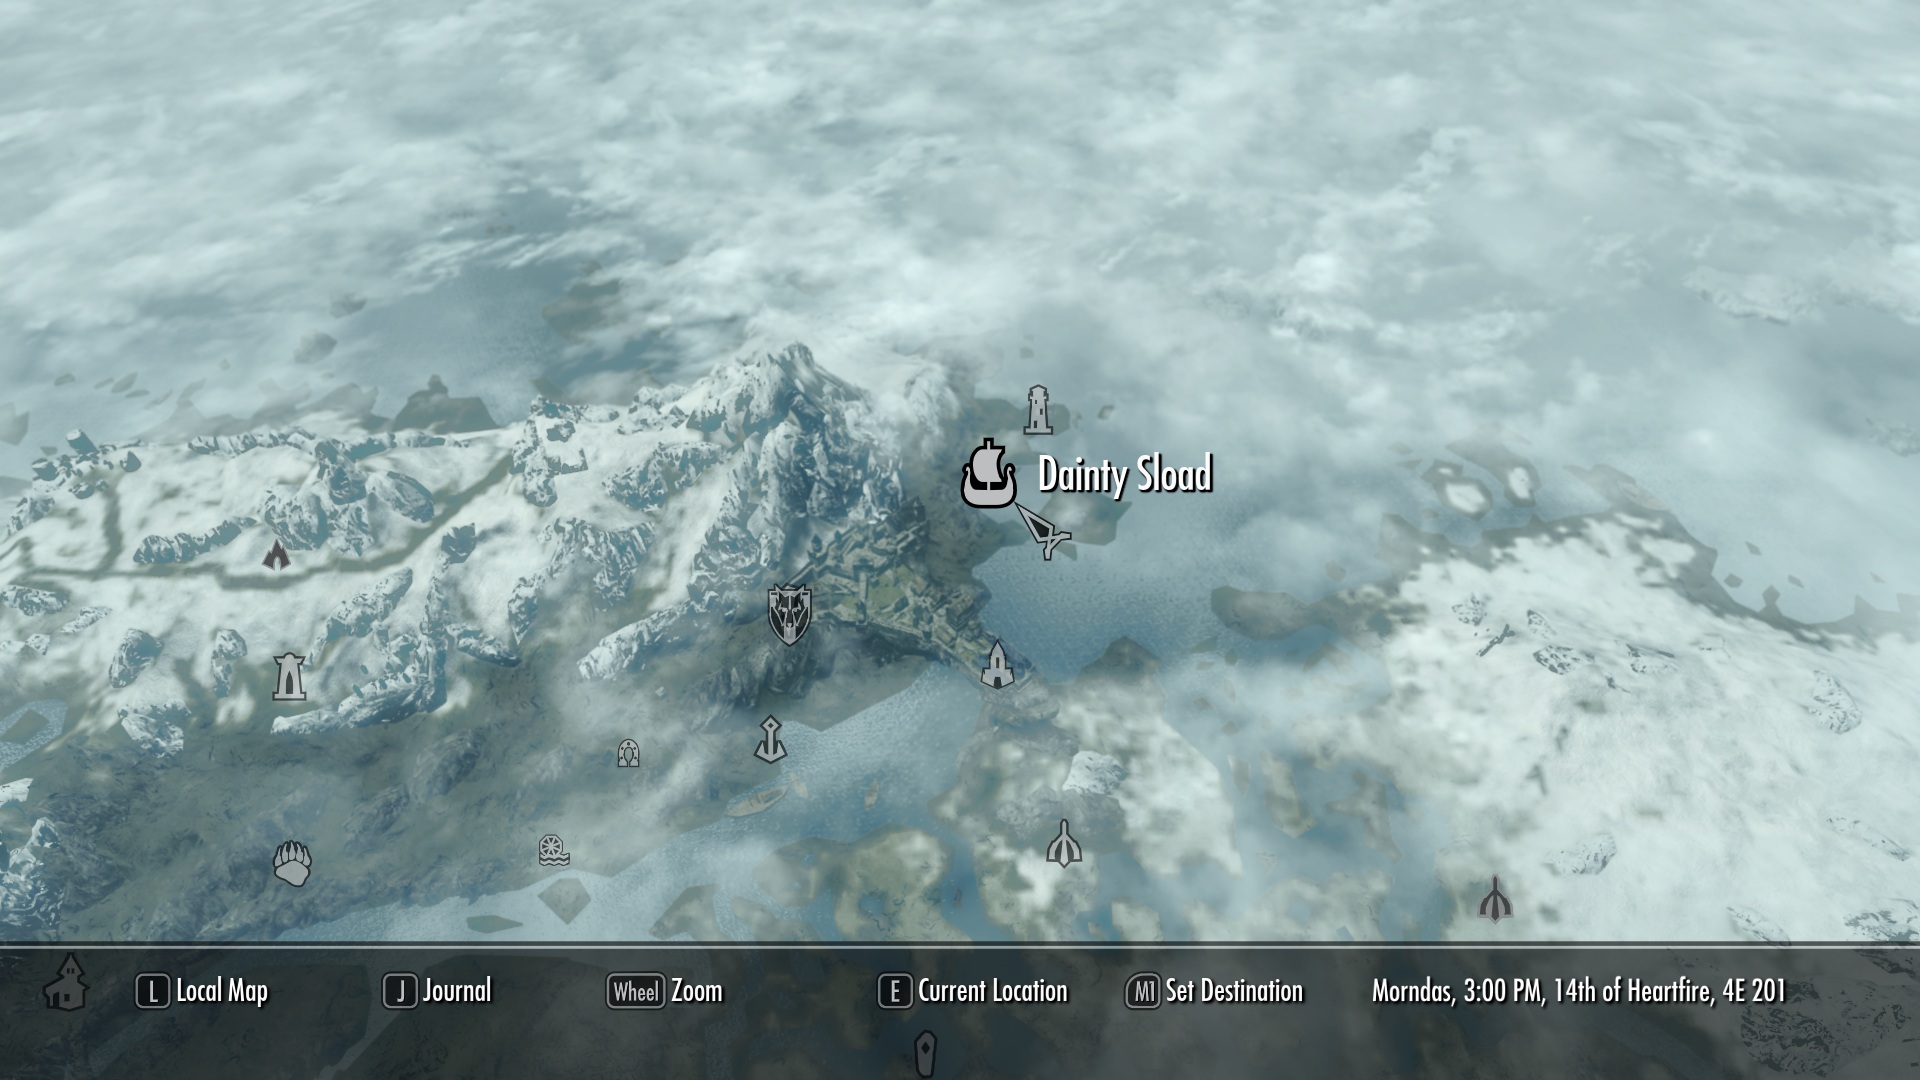 Dainty Sload
L Local Map
J Journal
Wheel Zoom
E Current Location
M1 Set Destination
Morndas, 3:00 PM, 14th of Heartfire, 4E 201